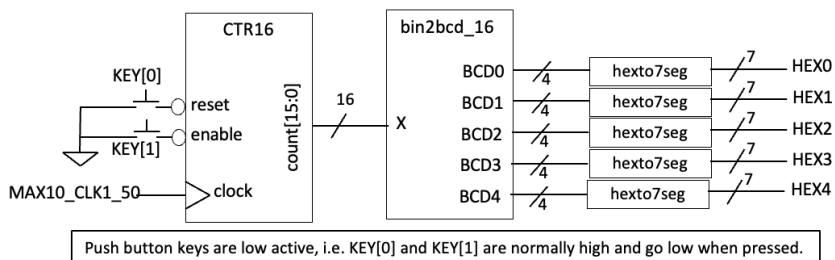 CTR16
bin2bcd_16
KEY[0]
reset
enable
KEY[1]
MAX10_CLK1_50
clock
count[15:0]
16
X
BCD0
4
hexto7seg
7
HEX0
BCD1
4
hexto7seg
7
HEX1
BCD2
4
hexto7seg
7
HEX2
BCD3
4
hexto7seg
7
HEX3
BCD4
4
hexto7seg
7
HEX4
Push button keys are low active, i.e. KEY[0] and KEY[1] are normally high and go low when pressed.